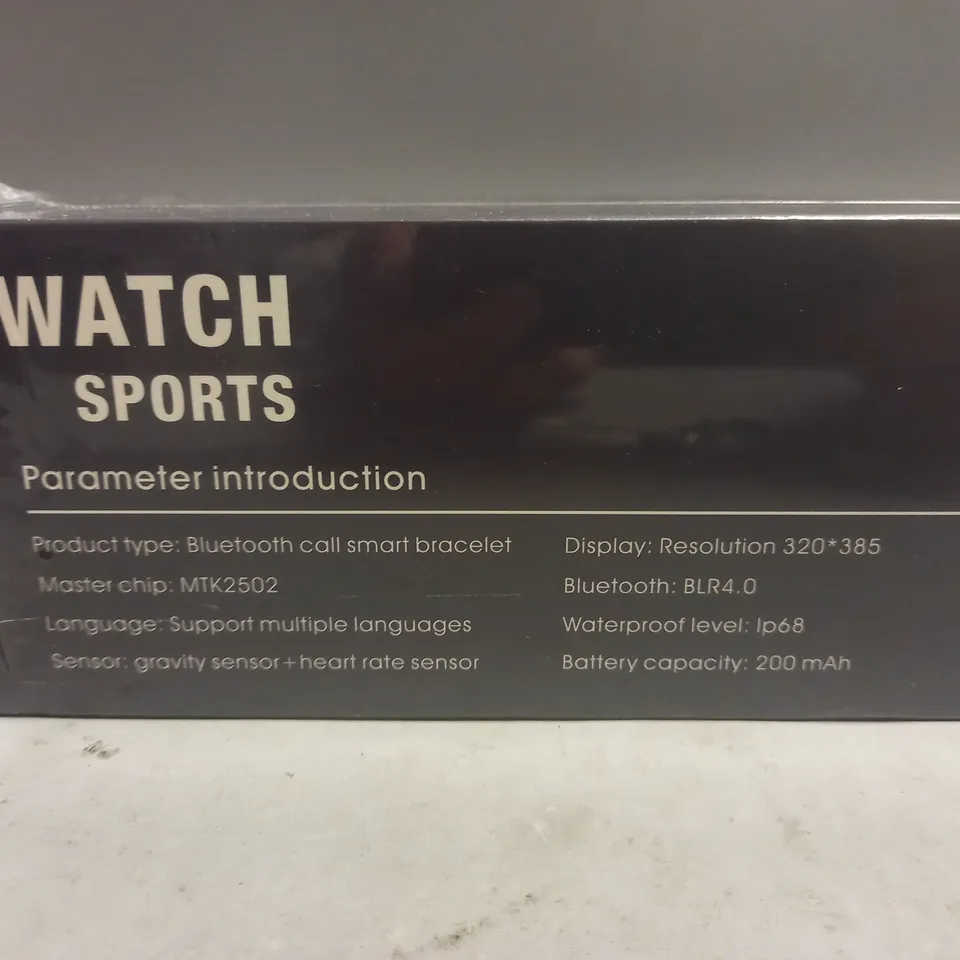 WATCH
SPORTS
Parameter introduction
Product type: Bluetooth call smart bracelet
Display: Resolution 320*385
Master chip: MTK2502
Bluetooth: BLR4.0
Language: Support multiple languages
Waterproof level: Ip68
Sensor: gravity sensor+heart rate sensor
Battery capacity: 200 mAh